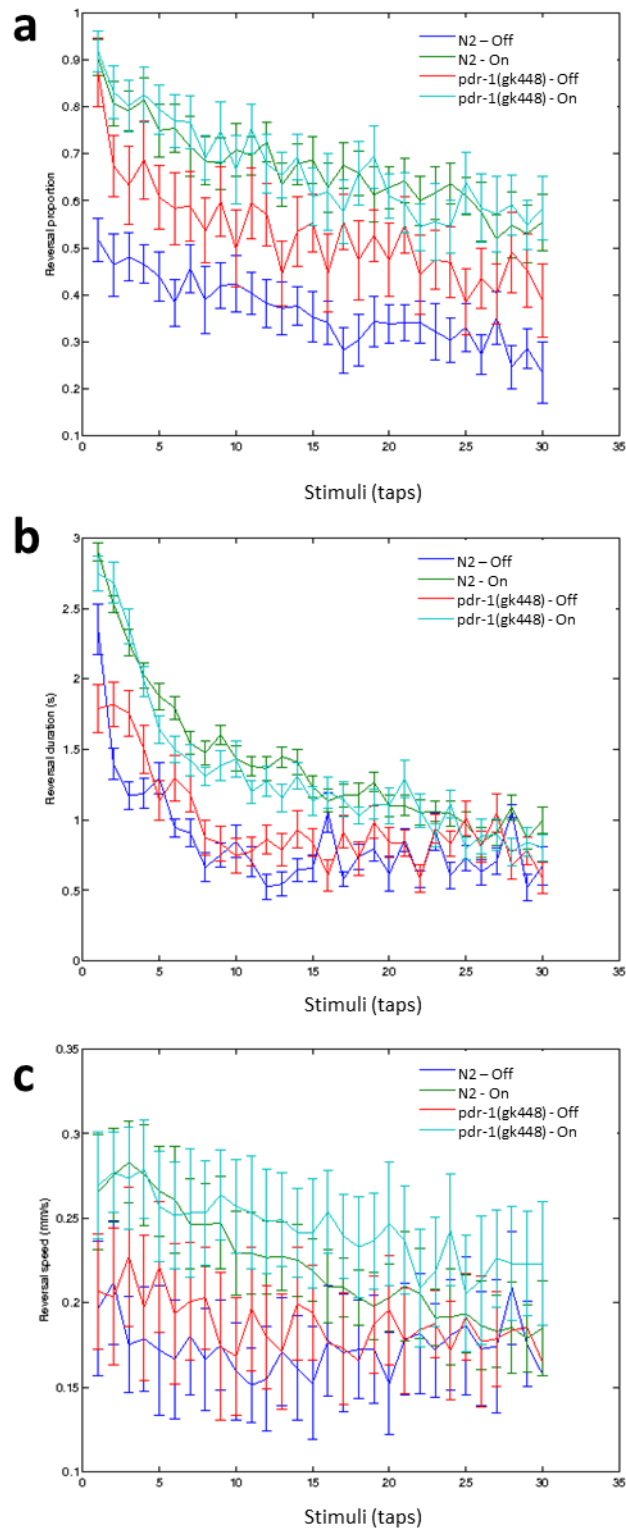 a
N2 – Off
N2 - On
pdr-1(gk448) - Off
pdr-1(gk448) - On
Reversal proportion
1
0.9
0.8
0.7
0.6
0.5
0.4
0.3
0.2
0.1
0 5 10 15 20 25 30 35
Stimuli (taps)
b
N2 – Off
N2 - On
pdr-1(gk448) - Off
pdr-1(gk448) - On
Reversal duration (s)
3
2.5
2
1.5
1
0.5
0
0 5 10 15 20 25 30 35
Stimuli (taps)
c
N2 – Off
N2 - On
pdr-1(gk448) - Off
pdr-1(gk448) - On
Reversal speed (mm/s)
0.35
0.3
0.25
0.2
0.15
0.1
0 5 10 15 20 25 30 35
Stimuli (taps)